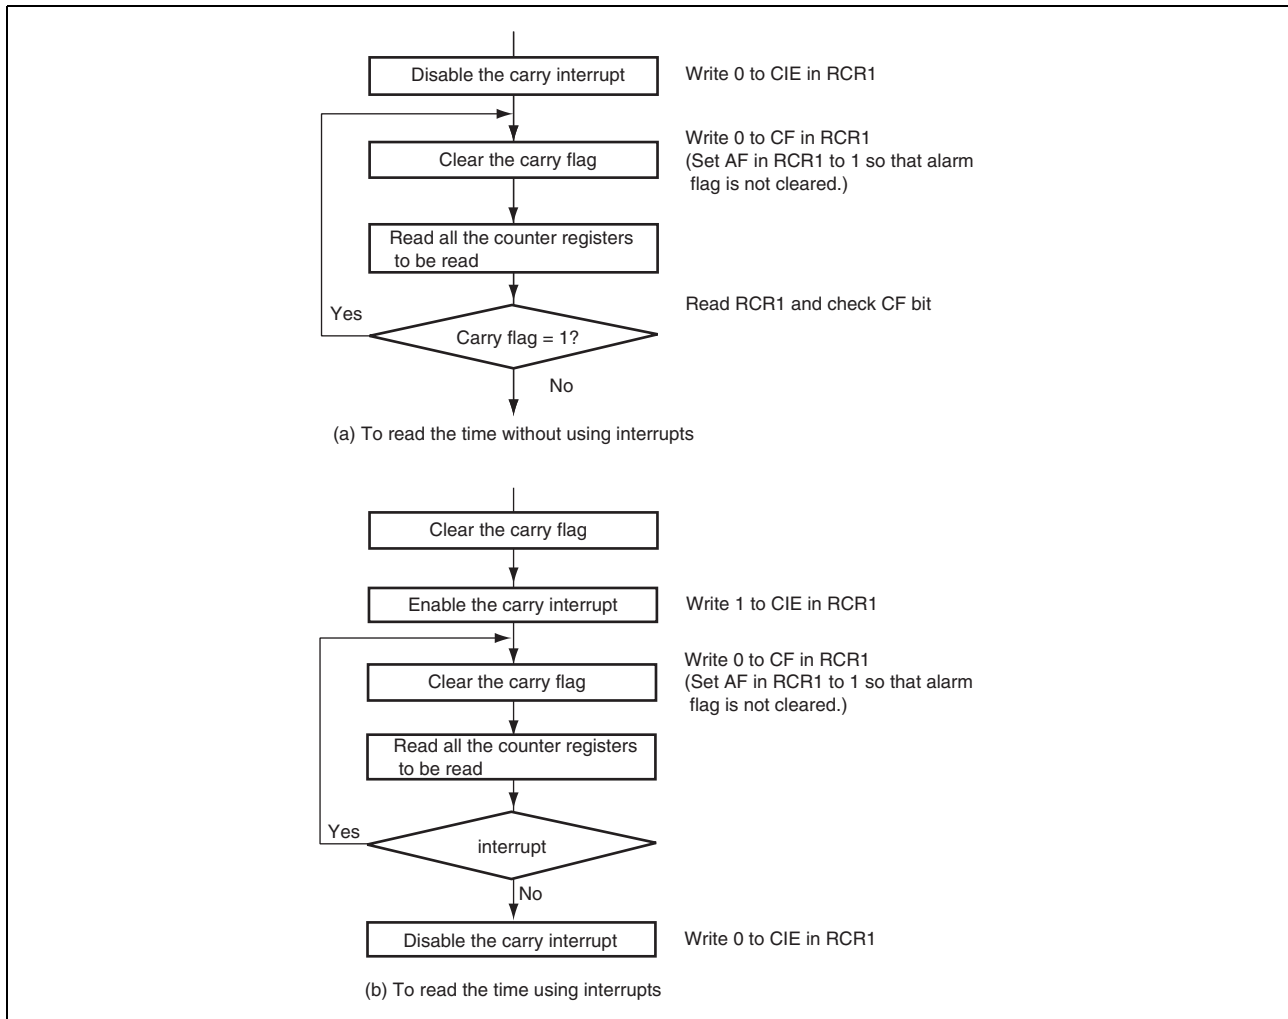 Disable the carry interrupt
Write 0 to CIE in RCR1
Write 0 to CF in RCR1
(Set AF in RCR1 to 1 so that alarm
flag is not cleared.)
Clear the carry flag
Read all the counter registers
to be read
Read RCR1 and check CF bit
Yes
Carry flag = 1?
No
(a) To read the time without using interrupts
Clear the carry flag
Enable the carry interrupt
Write 1 to CIE in RCR1
Write 0 to CF in RCR1
(Set AF in RCR1 to 1 so that alarm
flag is not cleared.)
Clear the carry flag
Read all the counter registers
to be read
Yes
interrupt
No
Disable the carry interrupt
Write 0 to CIE in RCR1
(b) To read the time using interrupts